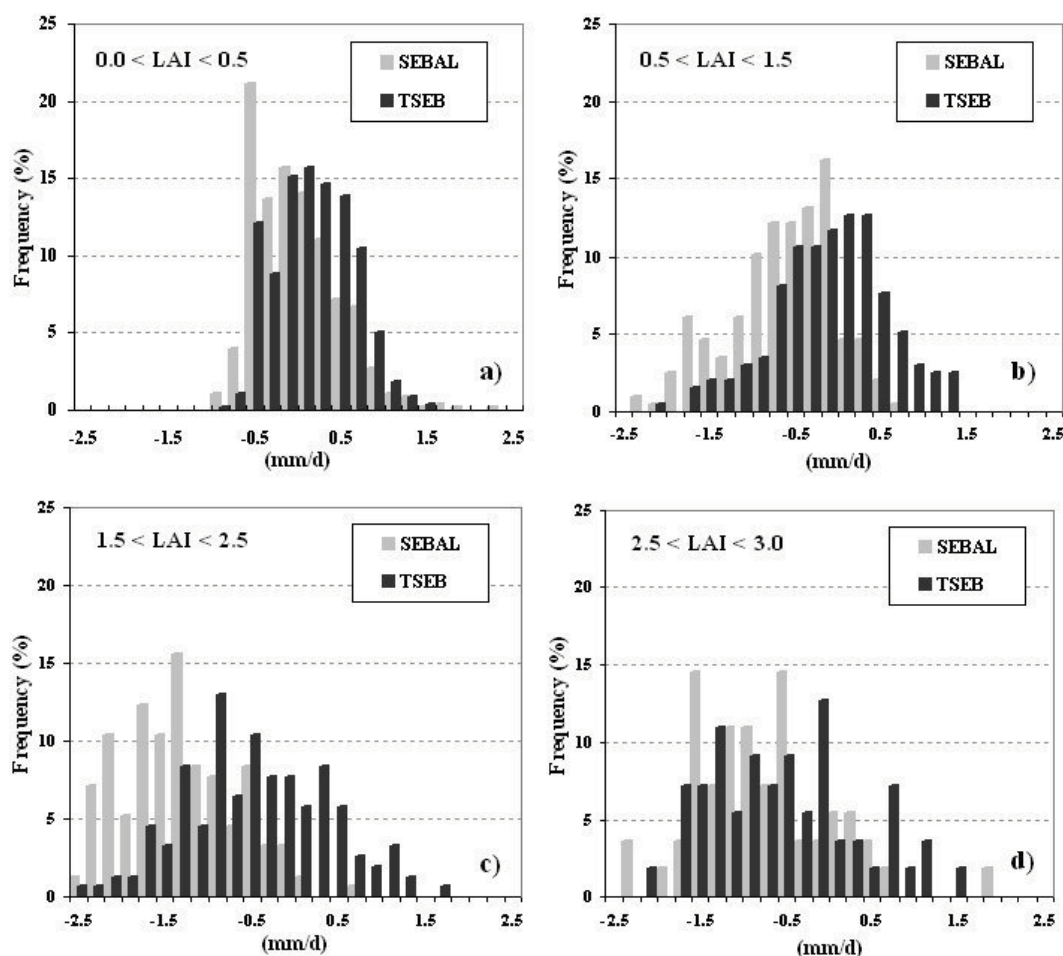 0.0 < LAI < 0.5
SEBAL
TSEB
Frequency (%)
25
20
15
10
5
0
-2.5 -1.5 -0.5 0.5 1.5 2.5
(mm/d)
a)
0.5 < LAI < 1.5
SEBAL
TSEB
Frequency (%)
25
20
15
10
5
0
-2.5 -1.5 -0.5 0.5 1.5 2.5
(mm/d)
b)
1.5 < LAI < 2.5
SEBAL
TSEB
Frequency (%)
25
20
15
10
5
0
-2.5 -1.5 -0.5 0.5 1.5 2.5
(mm/d)
c)
2.5 < LAI < 3.0
SEBAL
TSEB
Frequency (%)
25
20
15
10
5
0
-2.5 -1.5 -0.5 0.5 1.5 2.5
(mm/d)
d)